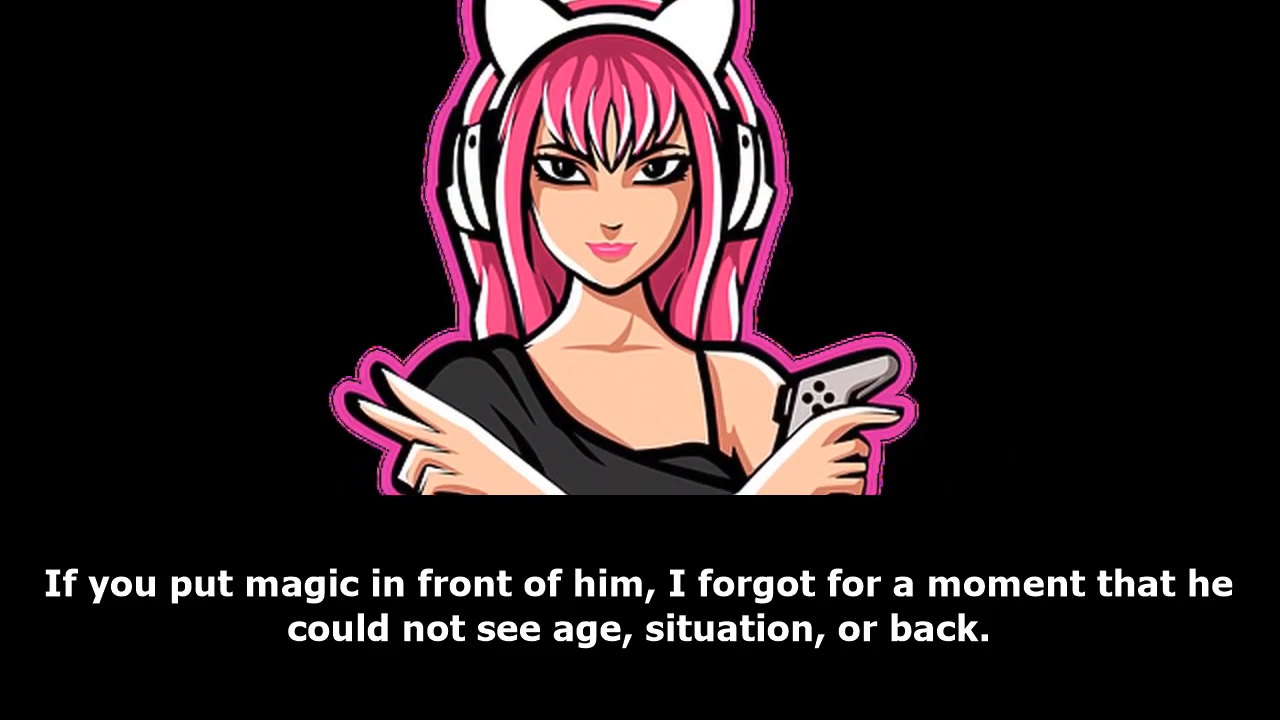 If you put magic in front of him, I forgot for a moment that he
could not see age, situation, or back.